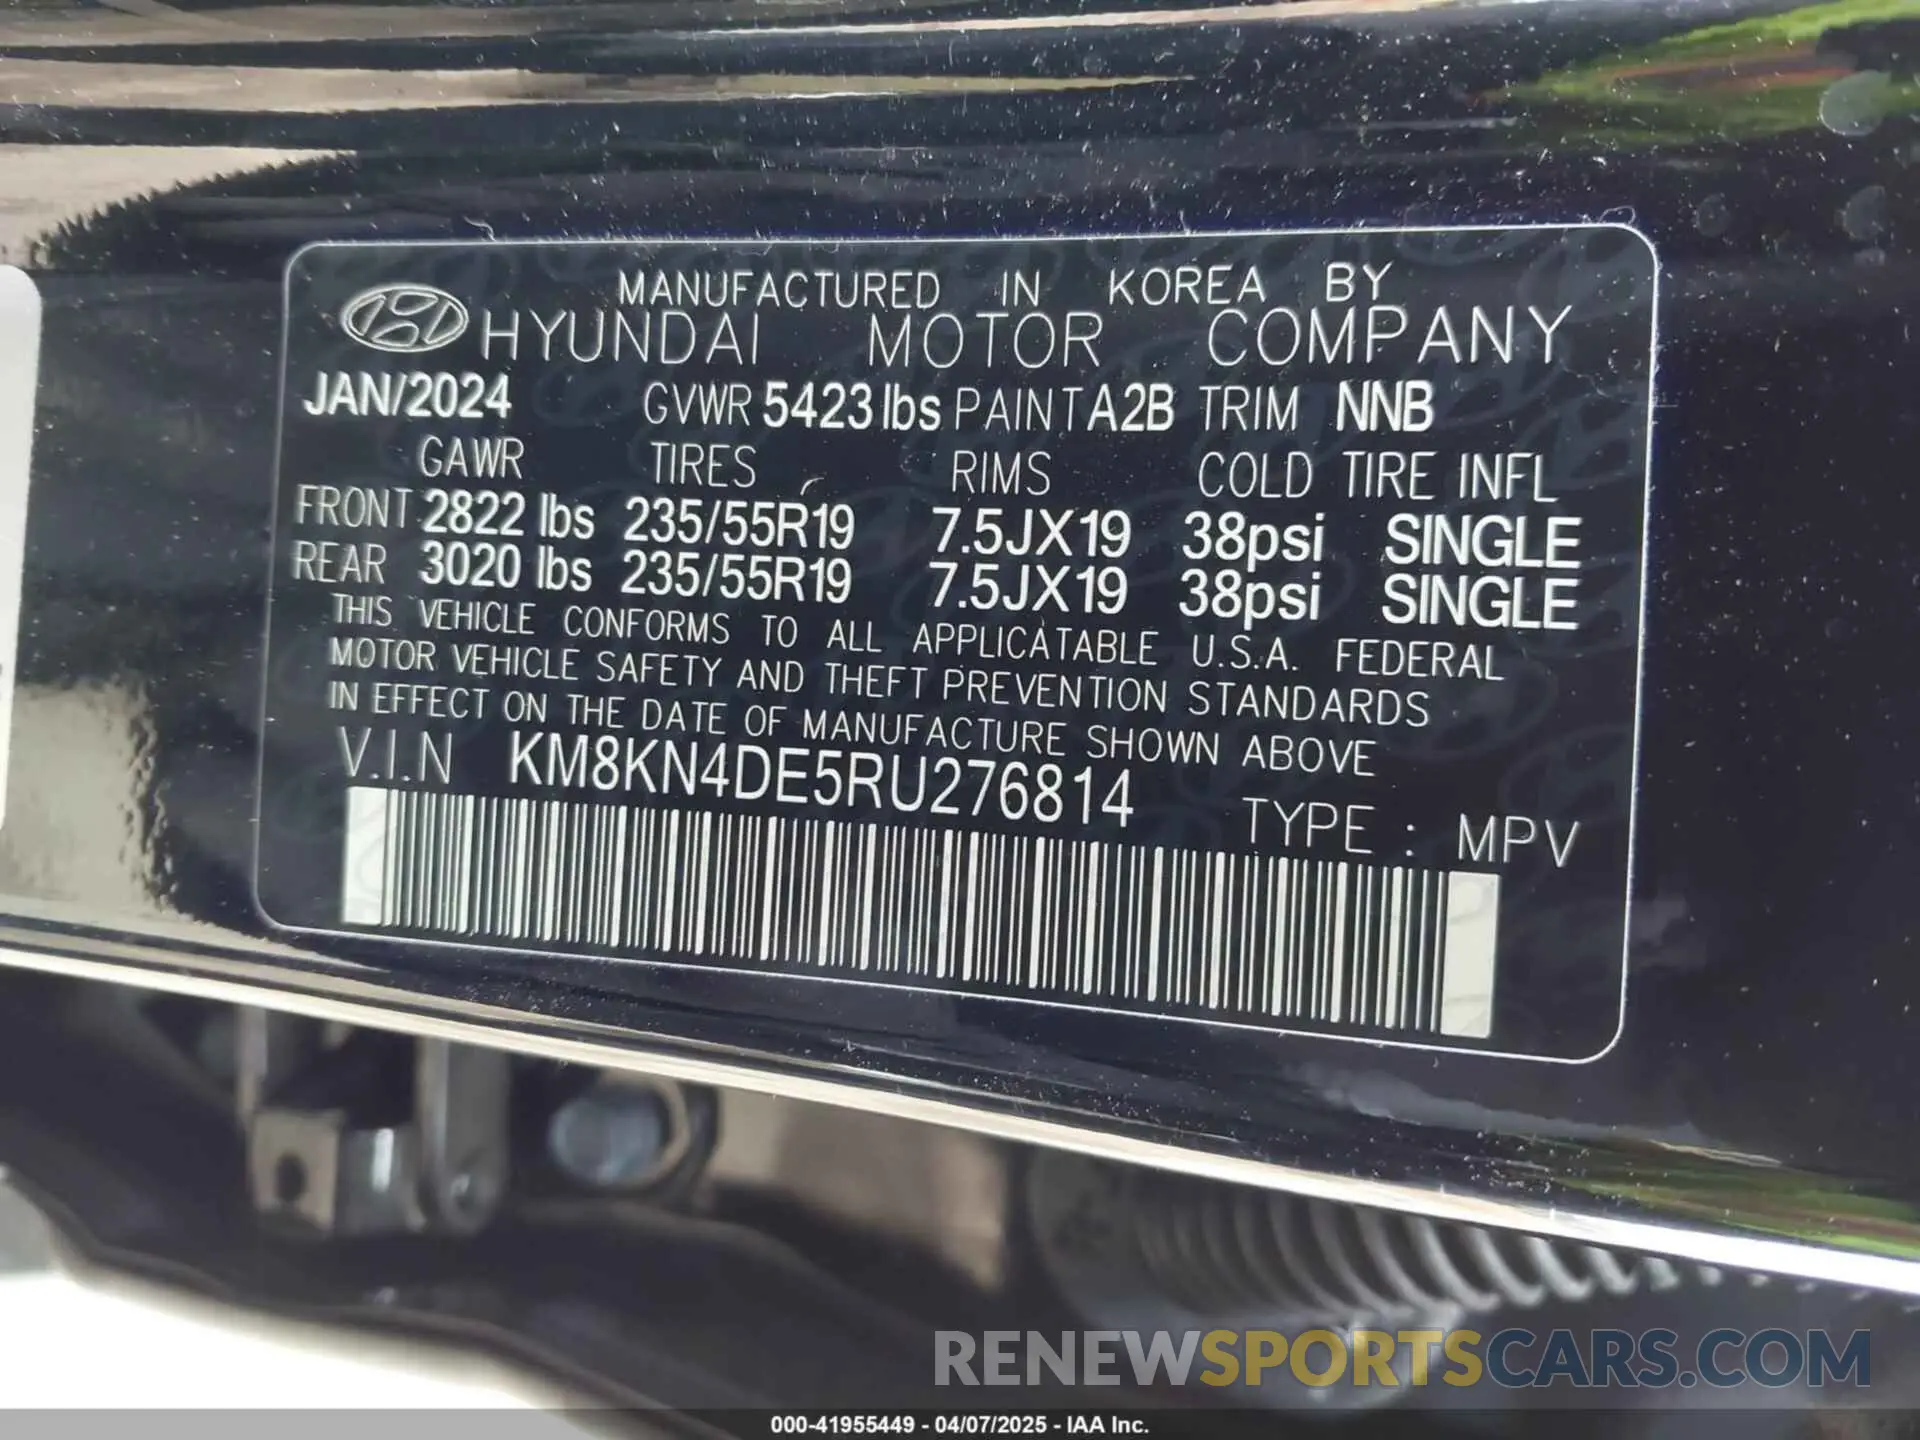 MANUFACTURED IN KOREA BY
HYUNDAI MOTOR COMPANY
JAN/2024 GVWR 5423 lbs PAINT A2B TRIM NNB
GAWR TIRES RIMS COLD TIRE INFL
FRONT 2822 lbs 235/55R19 7.5JX19 38psi SINGLE
REAR 3020 lbs 235/55R19 7.5JX19 38psi SINGLE
THIS VEHICLE CONFORMS TO ALL APPLICATABLE U.S.A. FEDERAL
MOTOR VEHICLE SAFETY AND THEFT PREVENTION STANDARDS
IN EFFECT ON THE DATE OF MANUFACTURE SHOWN ABOVE
V.I.N KM8KN4DE5RU276814 TYPE : MPV
RENEWSPORTSCARS.COM
000-41955449 - 04/07/2025 - IAA Inc.